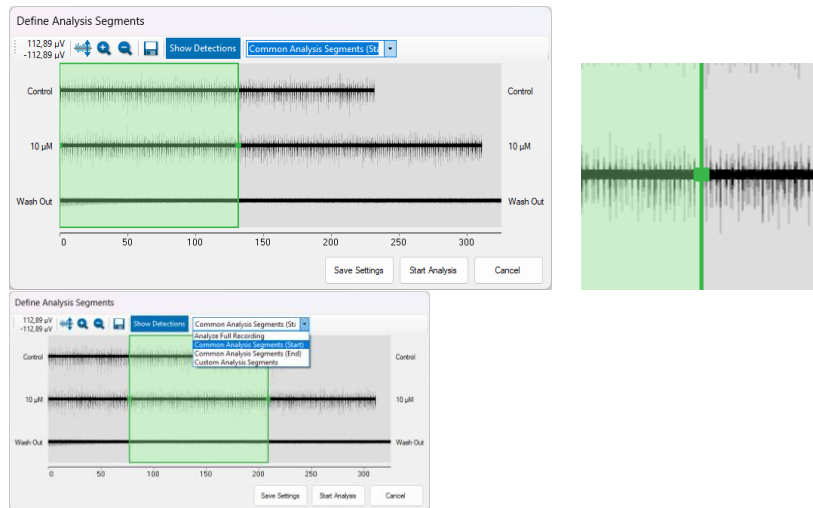 Define Analysis Segments
112,89 µV
-112,89 µV
Show Detections
Common Analysis Segments (Sta
Control
Control
10 µM
10 µM
Wash Out
Wash Out
0 50 100 150 200 250 300
Save Settings Start Analysis Cancel
Define Analysis Segments
112,89 µV
-112,89 µV
Show Detections
Common Analysis Segments (Sta
Analyze Full Recording
Common Analysis Segments (Start)
Common Analysis Segments (End)
Custom Analysis Segments
Control
Control
10 µM
10 µM
Wash Out
Wash Out
0 50 100 150 200 250 300
Save Settings Start Analysis Cancel